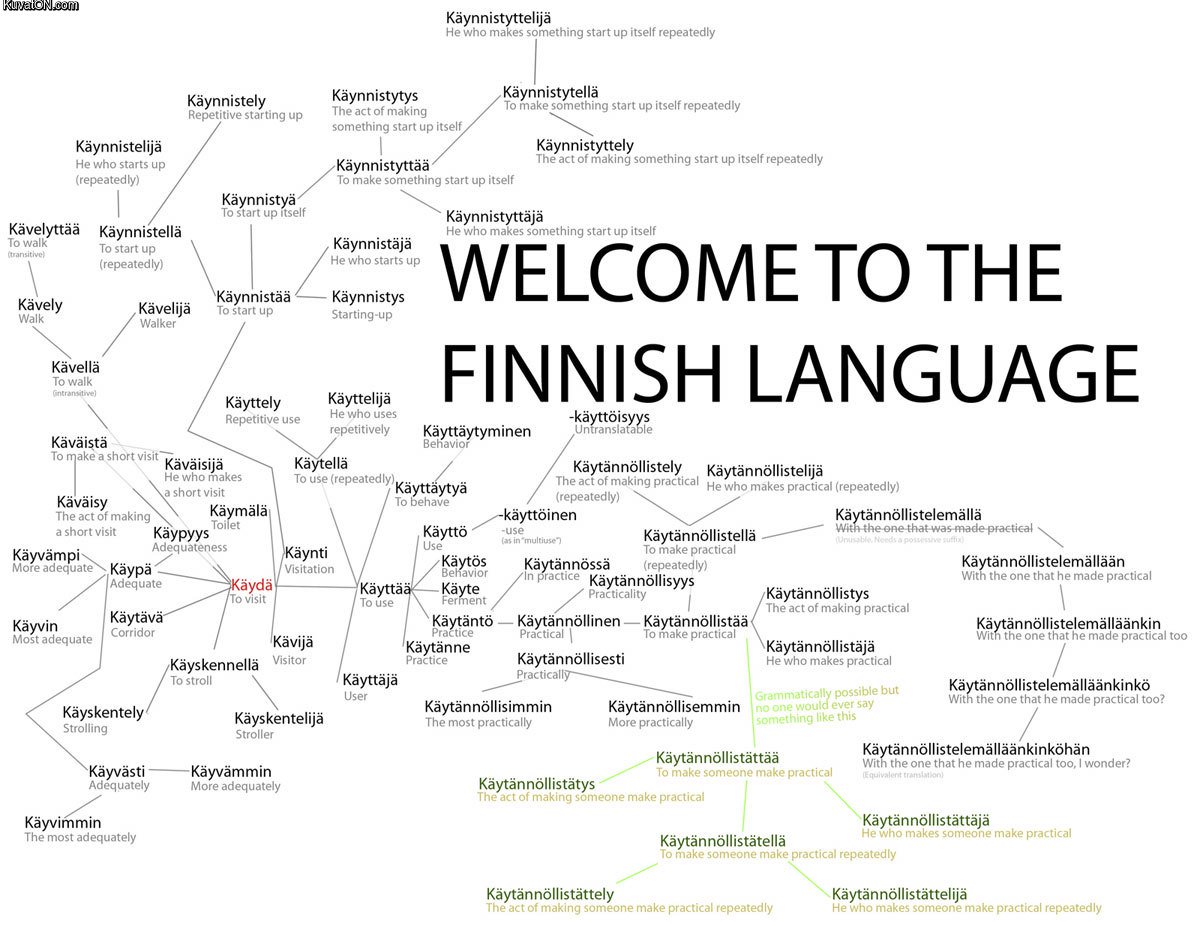 KuvatON.com
Käynnistyttelijä
He who makes something start up itself repeatedly
Käynnistely
Repetitive starting up
Käynnistytys
The act of making
something start up itself
Käynnistytellä
To make something start up itself repeatedly
Käynnistelijä
He who starts up
(repeatedly)
Käynnistyttely
The act of making something start up itself repeatedly
Käynnistyttää
To make something start up itself
Käynnistyä
To start up itself
Käynnistyttäjä
He who makes something start up itself
Kävelyttää
To walk
(transitive)
Käynnistellä
To start up
(repeatedly)
Käynnistäjä
He who starts up
WELCOME TO THE
FINNISH LANGUAGE
Kävely
Walk
Kävelijä
Walker
Käynnistää
To start up
Käynnistys
Starting-up
Kävellä
To walk
(intransitive)
Käyttely
Repetitive use
Käyttelijä
He who uses
repetitively
Käyttäytyminen
Behavior
-käyttöisyys
Untranslatable
Käväistä
To make a short visit
Käväisijä
He who makes
a short visit
Käytellä
To use (repeatedly)
Käyttäytyä
To behave
Käytännöllistely
The act of making practical
(repeatedly)
Käytännöllistelijä
He who makes practical (repeatedly)
Käväisy
The act of making
a short visit
Käymälä
Toilet
Käypyys
Adequateness
Käyttö
Use
-käyttöinen
-use
(as in "multiuse")
Käytännöllistellä
To make practical
(repeatedly)
Käytännöllistelemällä
With the one that was made practical
(Unusable. Needs a possessive suffix)
Käyvämpi
More adequate
Käypä
Adequate
Käynti
Visitation
Käydä
To visit
Käyttää
To use
Käytös
Behavior
Käyte
Ferment
Käytännössä
In practice
Käytännöllisyys
Practicality
Käytännöllistelemällään
With the one that he made practical
Käyvin
Most adequate
Käytävä
Corridor
Käytäntö
Practice
Käytännöllinen
Practical
Käytännöllistää
To make practical
Käytännöllistys
The act of making practical
Käytännöllistelemälläänkin
With the one that he made practical too
Kävijä
Visitor
Käytänne
Practice
Käytännöllistäjä
He who makes practical
Käyskennellä
To stroll
Käyttäjä
User
Käytännöllisesti
Practically
Käytännöllistelemälläänkinkö
With the one that he made practical too?
Käyskentely
Strolling
Käyskentelijä
Stroller
Käytännöllisimmin
The most practically
Käytännöllisemmin
More practically
Grammatically possible but
no one would ever say
something like this
Käytännöllistelemälläänkinköhän
With the one that he made practical too, I wonder?
(Equivalent translation)
Käyvästi
Adequately
Käyvämmin
More adequately
Käytännöllistättää
To make someone make practical
Käytännöllistätys
The act of making someone make practical
Käyvimmin
The most adequately
Käytännöllistättäjä
He who makes someone make practical
Käytännöllistätellä
To make someone make practical repeatedly
Käytännöllistättely
The act of making someone make practical repeatedly
Käytännöllistättelijä
He who makes someone make practical repeatedly